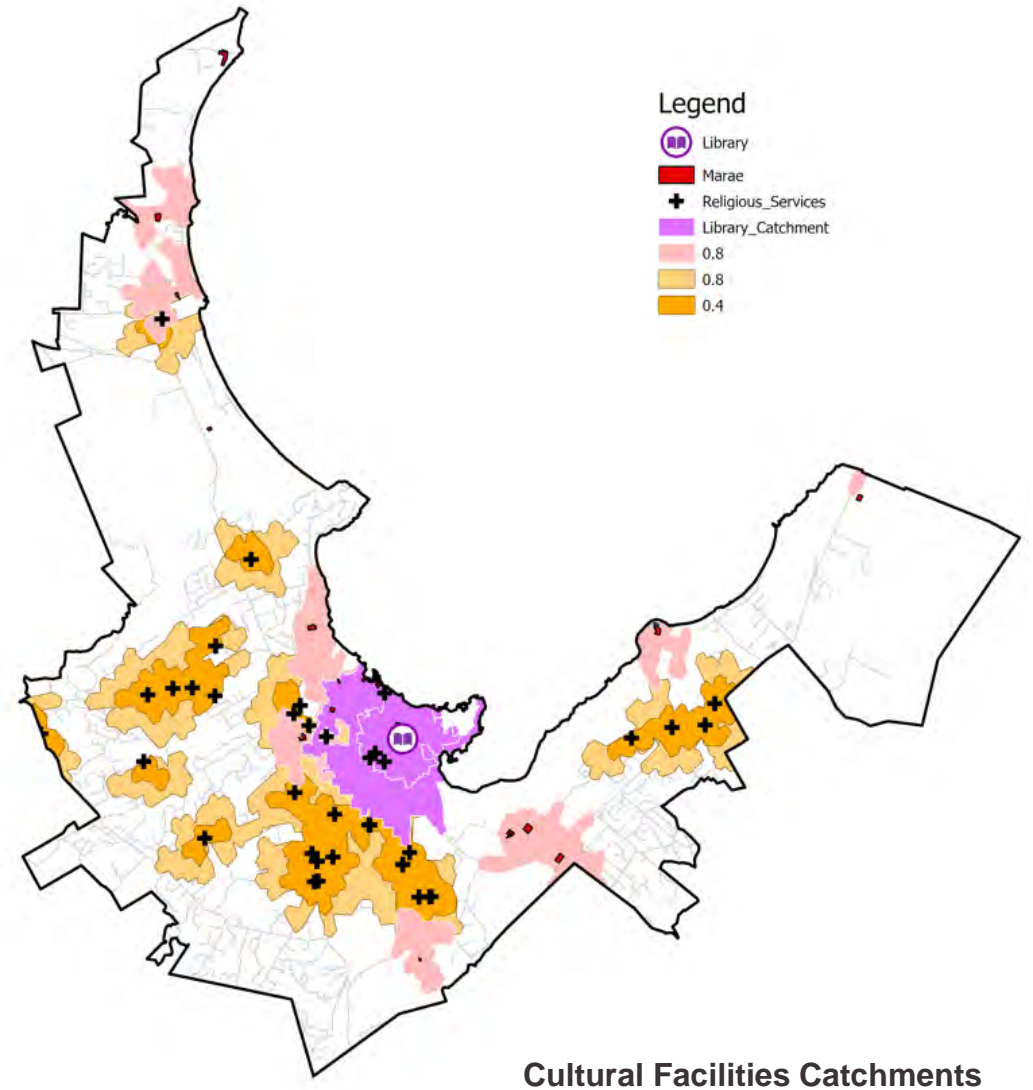 Legend
Library
Marae
Religious_Services
Library_Catchment
0.8
0.8
0.4
Cultural Facilities Catchments